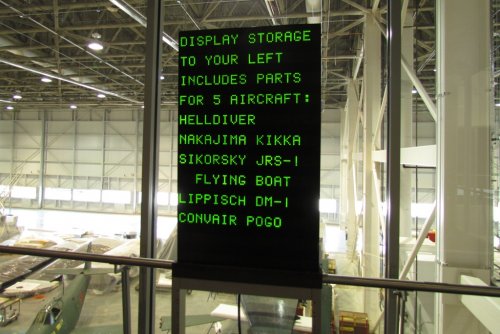 DISPLAY STORAGE
TO YOUR LEFT
INCLUDES PARTS
FOR 5 AIRCRAFT:
HELLDIVER
NAKAJIMA KIKKA
SIKORSKY JRS-1
FLYING BOAT
LIPPISCH DM-1
CONVAIR POGO